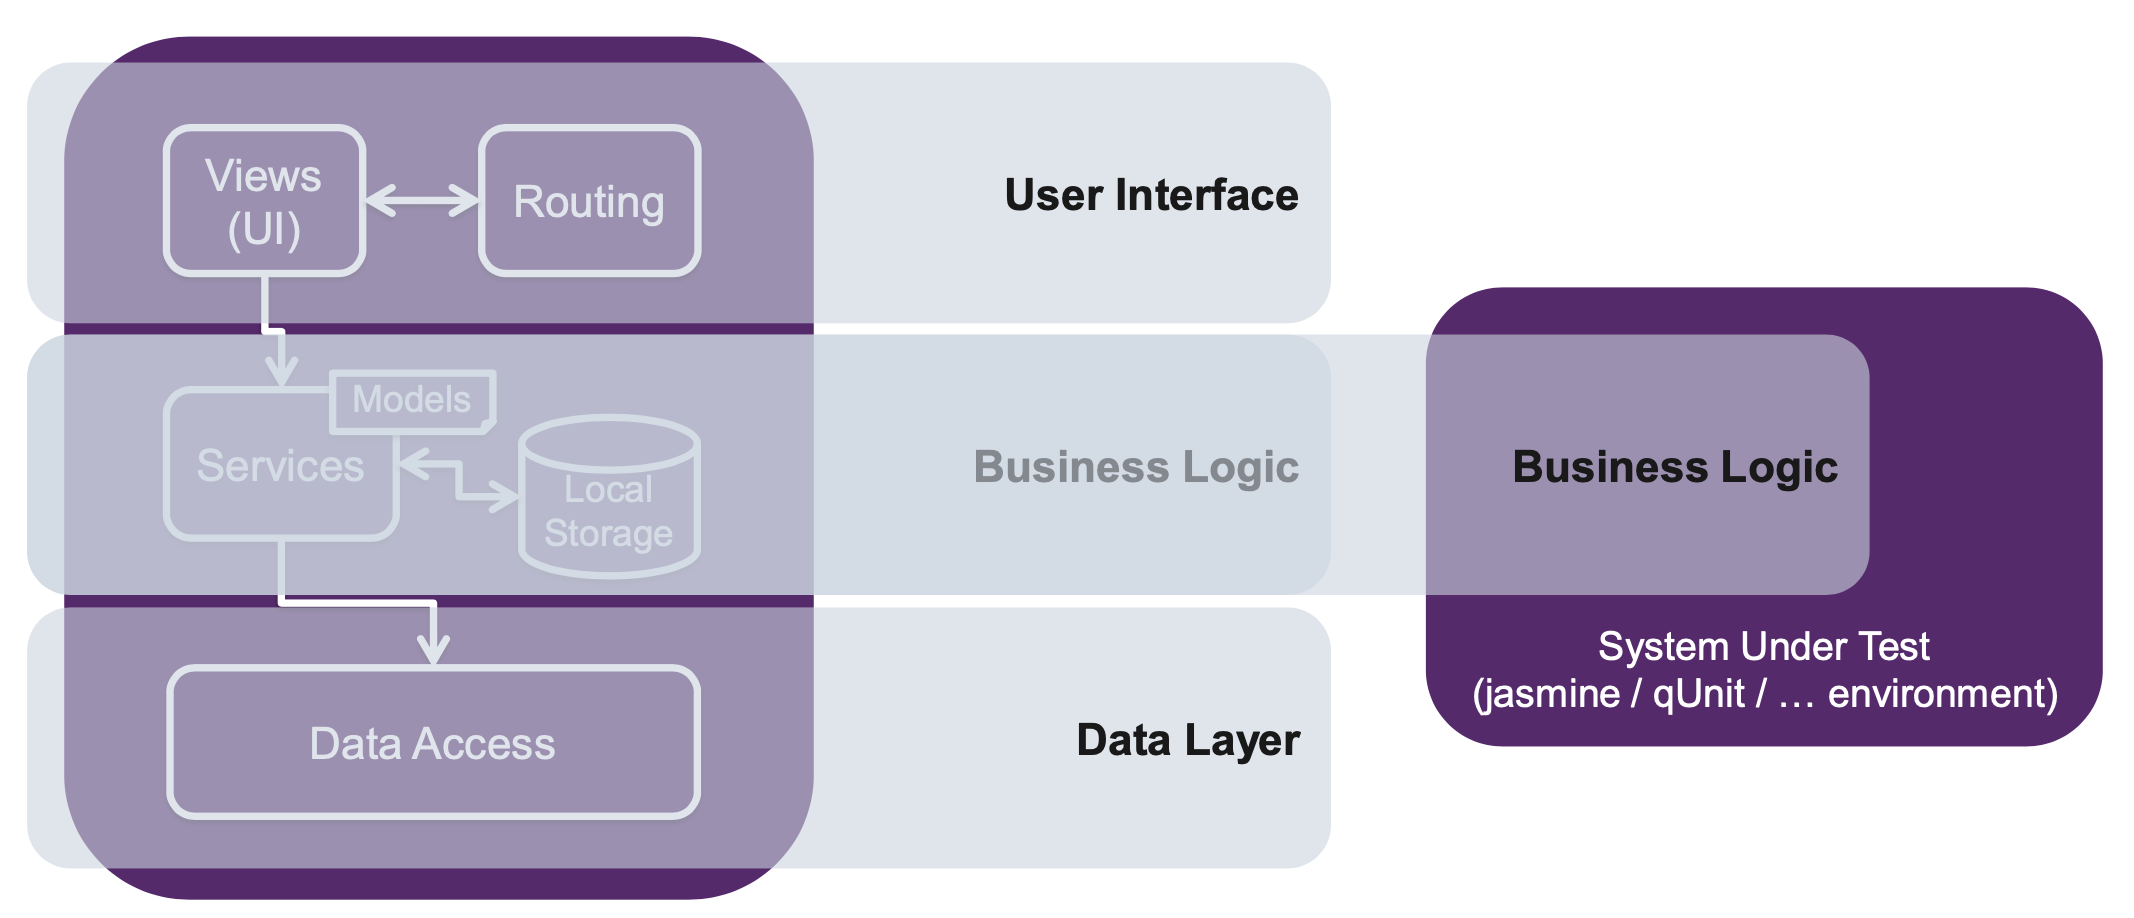 Views
(UI)
Routing
User Interface
Models
Services
Local
Storage
Business Logic
Business Logic
System Under Test
(jasmine / qUnit / … environment)
Data Access
Data Layer